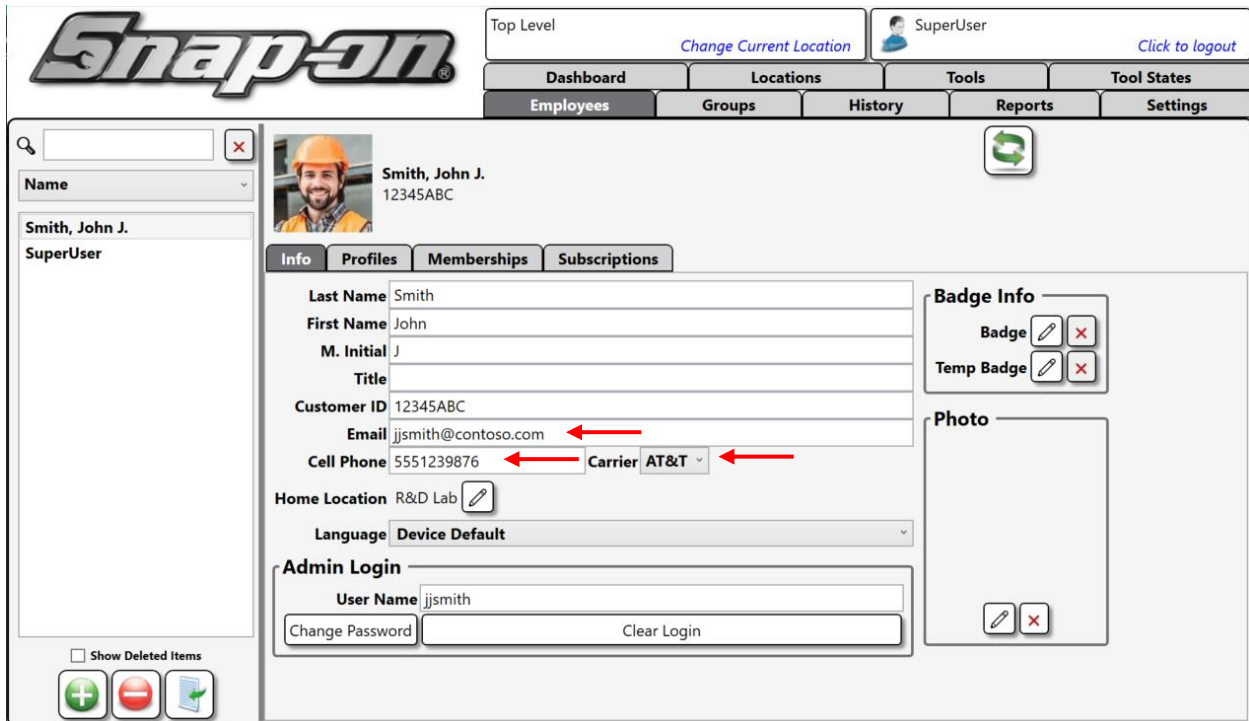 Snap-on®
Top Level
Change Current Location
SuperUser
Click to logout
Dashboard
Locations
Tools
Tool States
Employees
Groups
History
Reports
Settings
Name
Smith, John J.
SuperUser
Show Deleted Items
Smith, John J.
12345ABC
Info
Profiles
Memberships
Subscriptions
Last Name Smith
First Name John
M. Initial J
Title
Customer ID 12345ABC
Email jjsmith@contoso.com
Cell Phone 5551239876 Carrier AT&T
Home Location R&D Lab
Language Device Default
Admin Login
User Name jjsmith
Change Password Clear Login
Badge Info
Badge
Temp Badge
Photo